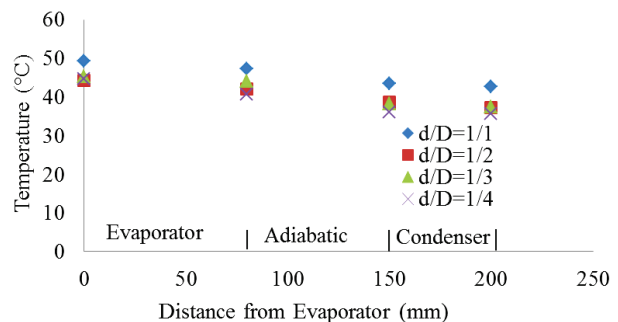 60
50
40
30
20
10
0
Temperature (°C)
d/D=1/1
d/D=1/2
d/D=1/3
d/D=1/4
Evaporator | Adiabatic | Condenser |
0 50 100 150 200 250
Distance from Evaporator (mm)